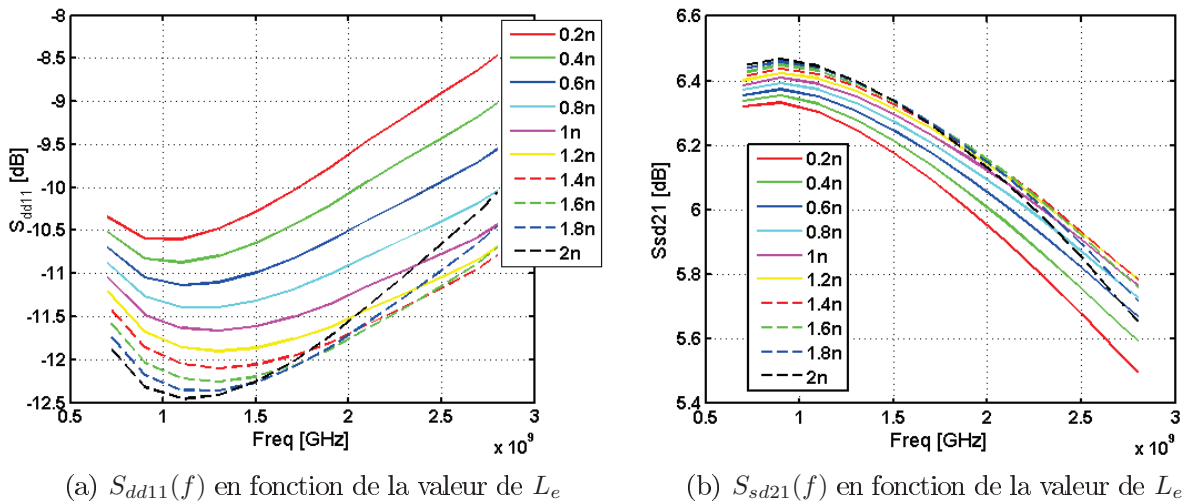 -8
-8.5
-9
-9.5
-10
-10.5
-11
-11.5
-12
-12.5
S_dd11 [dB]
0.5 1 1.5 2 2.5 3
x 10^9
Freq [GHz]
0.2n
0.4n
0.6n
0.8n
1n
1.2n
1.4n
1.6n
1.8n
2n
(a) S_{dd11}(f) en fonction de la valeur de L_e
6.6
6.4
6.2
6
5.8
5.6
5.4
Ssd21 [dB]
0.2n
0.4n
0.6n
0.8n
1n
1.2n
1.4n
1.6n
1.8n
2n
0.5 1 1.5 2 2.5 3
x 10^9
Freq [GHz]
(b) S_{sd21}(f) en fonction de la valeur de L_e